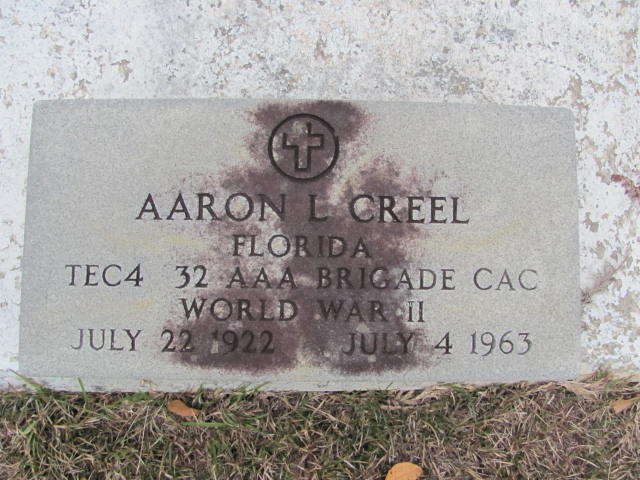 AARON L CREEL
FLORIDA
TEC4 32 AAA BRIGADE CAC
WORLD WAR II
JULY 22 1922 JULY 4 1963